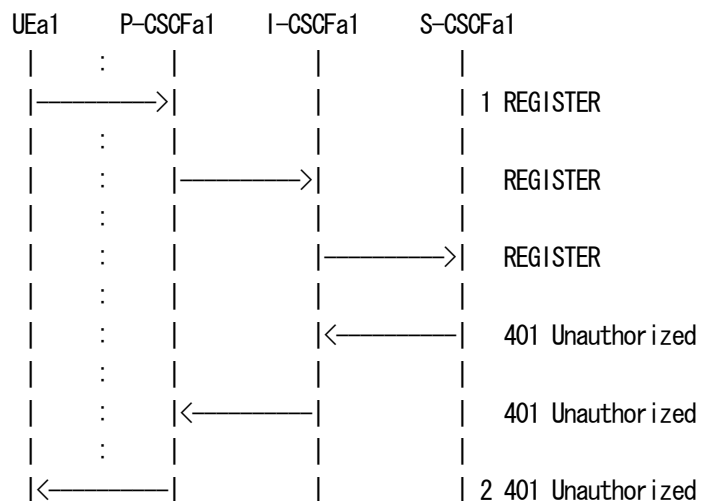 UEa1 P-CSCFa1 I-CSCFa1 S-CSCFa1
| : | | |
|---------->| | | 1 REGISTER
| : | | |
| : |---------->| | REGISTER
| : | | |
| : | |---------->| REGISTER
| : | | |
| : | |<----------| 401 Unauthorized
| : | | |
| : |<----------| | 401 Unauthorized
| : | | |
|<----------| | | 2 401 Unauthorized